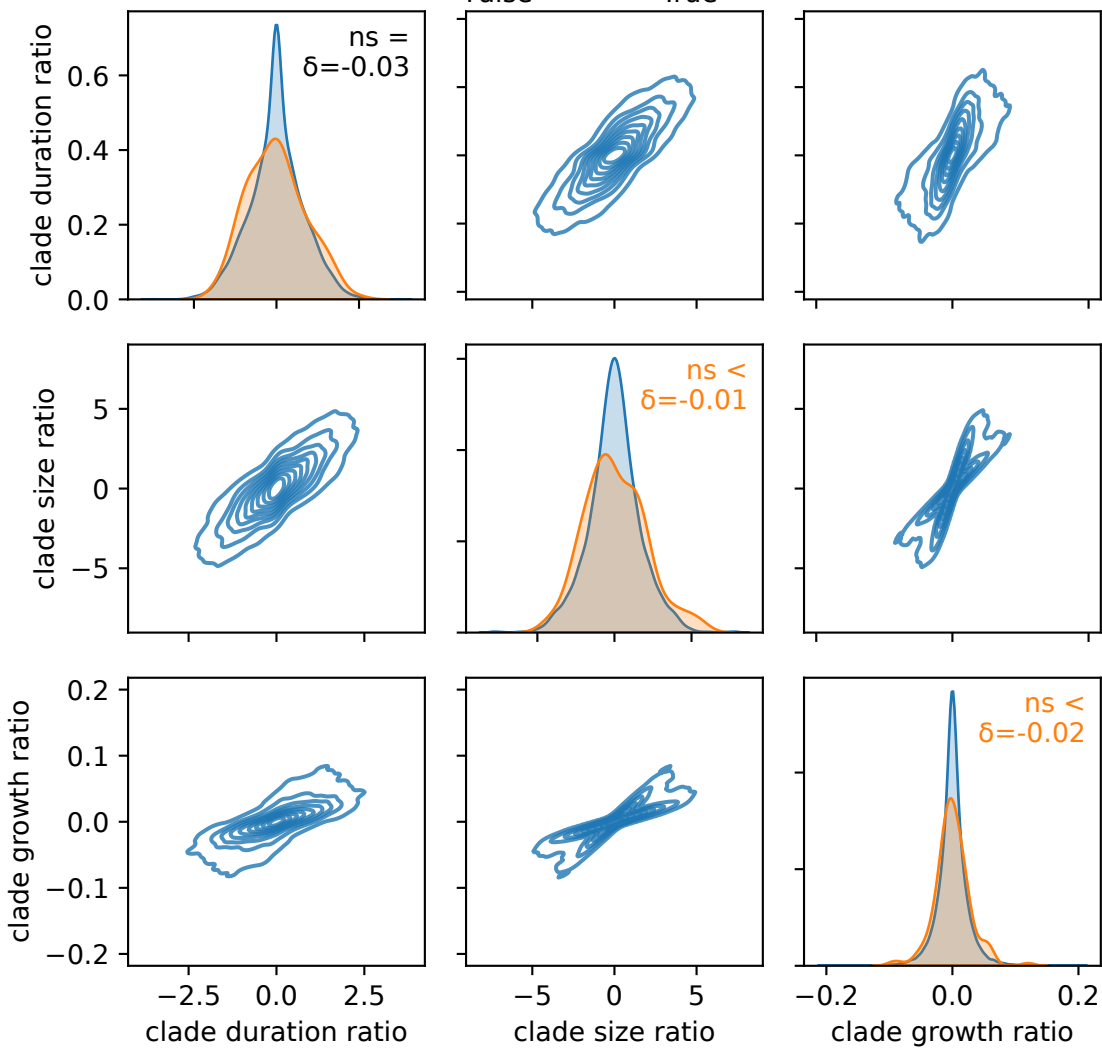 clade duration ratio
0.6
0.4
0.2
0.0
ns =
δ=-0.03
clade size ratio
5
0
−5
ns <
δ=-0.01
clade growth ratio
0.2
0.1
0.0
−0.1
−0.2
ns <
δ=-0.02
−2.5 0.0 2.5
clade duration ratio
−5 0 5
clade size ratio
−0.2 0.0 0.2
clade growth ratio